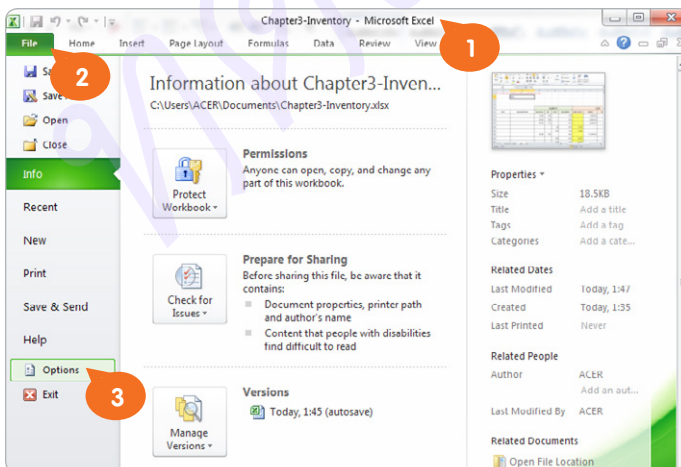 Chapter3-Inventory - Microsoft Excel
1
File Home Insert Page Layout Formulas Data Review View
2
Save
Open
Close
Info
Recent
New
Print
Save & Send
Help
Options
3
Exit
Information about Chapter3-Inven...
C:\Users\ACER\Documents\Chapter3-Inventory.xlsx
Protect
Workbook
Permissions
Anyone can open, copy, and change any
part of this workbook.
Check for
Issues
Prepare for Sharing
Before sharing this file, be aware that it
contains:
Document properties, printer path
and author's name
Content that people with disabilities
find difficult to read
Manage
Versions
Versions
Today, 1:45 (autosave)
Properties
Size 18.5KB
Title Add a title
Tags Add a tag
Categories Add a cate...
Related Dates
Last Modified Today, 1:47
Created Today, 1:35
Last Printed Never
Related People
Author ACER
Add an aut...
Last Modified By ACER
Related Documents
Open File Location